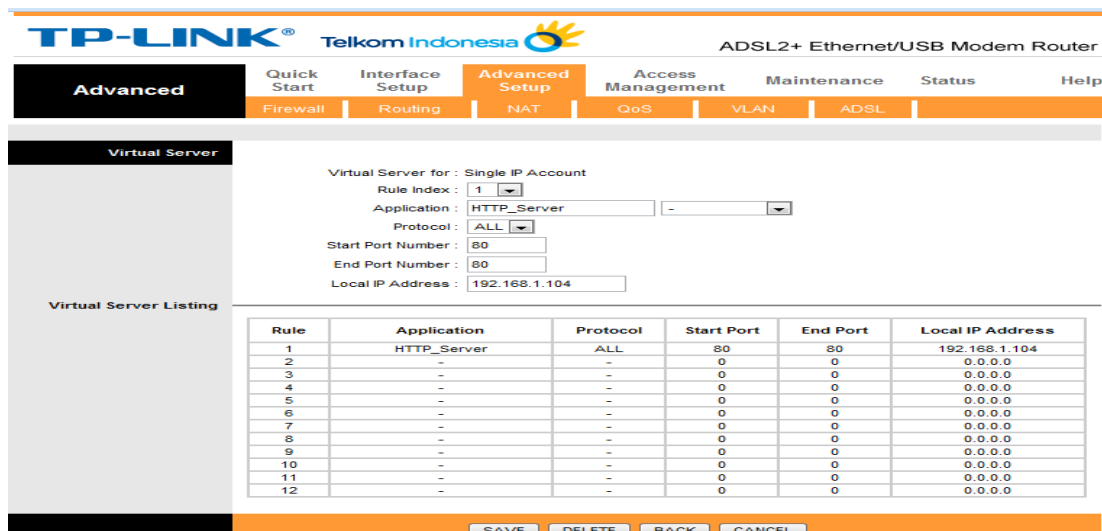 TP-LINK® Telkom Indonesia
ADSL2+ Ethernet/USB Modem Router
Advanced
Quick Start Interface Setup Advanced Setup Access Management Maintenance Status Help
Firewall Routing NAT QoS VLAN ADSL
Virtual Server
Virtual Server for : Single IP Account
Rule Index : 1
Application : HTTP_Server -
Protocol : ALL
Start Port Number : 80
End Port Number : 80
Local IP Address : 192.168.1.104
Virtual Server Listing
Rule Application Protocol Start Port End Port Local IP Address
1 HTTP_Server ALL 80 80 192.168.1.104
2 - - 0 0 0.0.0.0
3 - - 0 0 0.0.0.0
4 - - 0 0 0.0.0.0
5 - - 0 0 0.0.0.0
6 - - 0 0 0.0.0.0
7 - - 0 0 0.0.0.0
8 - - 0 0 0.0.0.0
9 - - 0 0 0.0.0.0
10 - - 0 0 0.0.0.0
11 - - 0 0 0.0.0.0
12 - - 0 0 0.0.0.0
SAVE DELETE BACK CANCEL